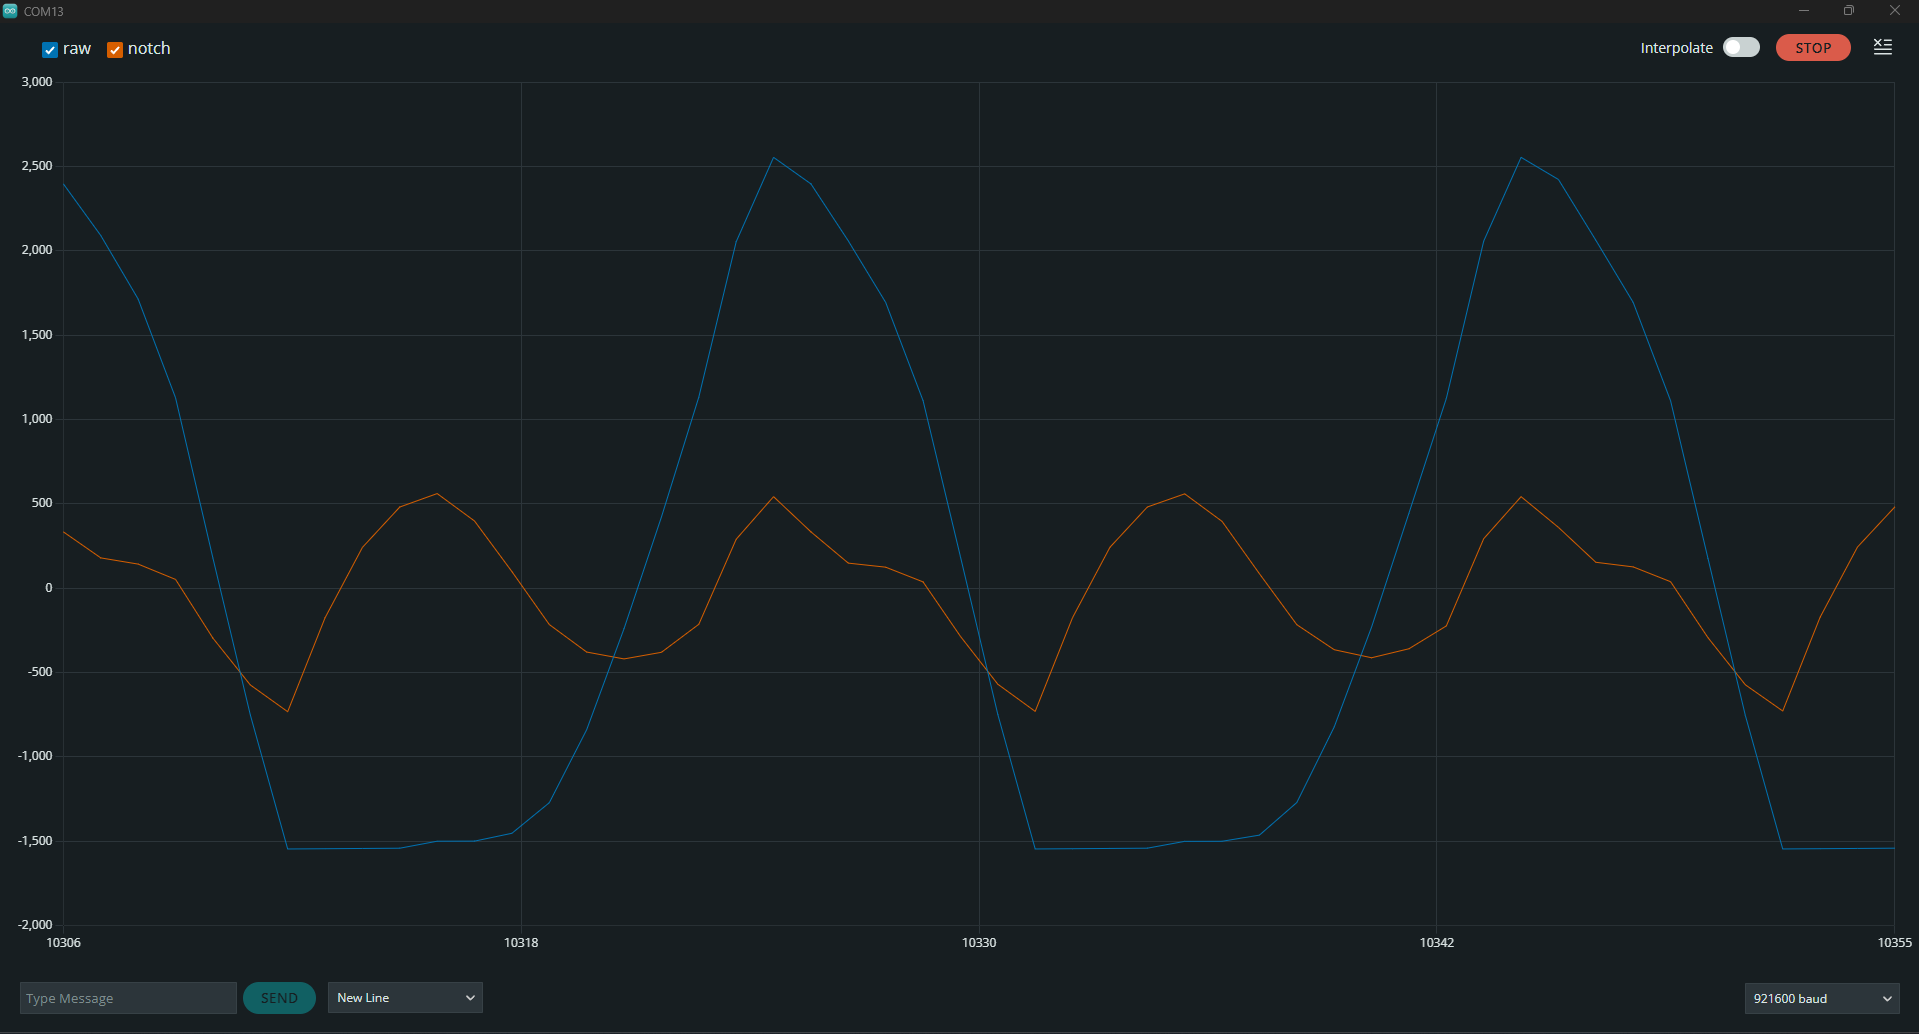 COM13
raw notch Interpolate STOP
3,000
2,500
2,000
1,500
1,000
500
0
-500
-1,000
-1,500
-2,000
10306 10318 10330 10342 10355
Type Message SEND New Line 921600 baud